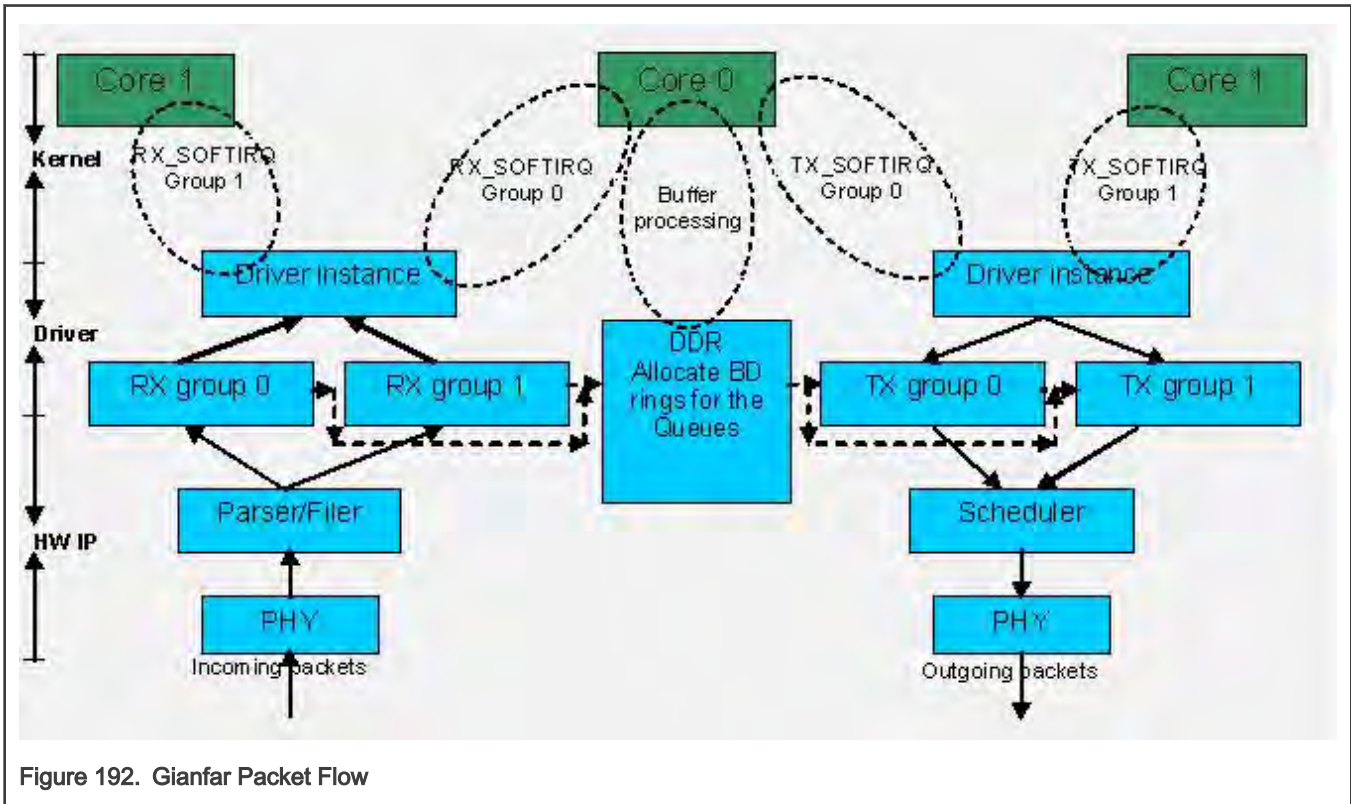 Core 1
Core 0
Core 1
Kernel
RX_SOFTIRQ
Group 1
RX_SOFTIRQ
Group 0
Buffer
processing
TX_SOFTIRQ
Group 0
TX_SOFTIRQ
Group 1
Driver instance
Driver instance
Driver
DDR
Allocate BD
rings for the
Queues
RX group 0
RX group 1
TX group 0
TX group 1
Parser/Filer
Scheduler
HW IP
PHY
PHY
Incoming packets
Outgoing packets
Figure 192. Gianfar Packet Flow